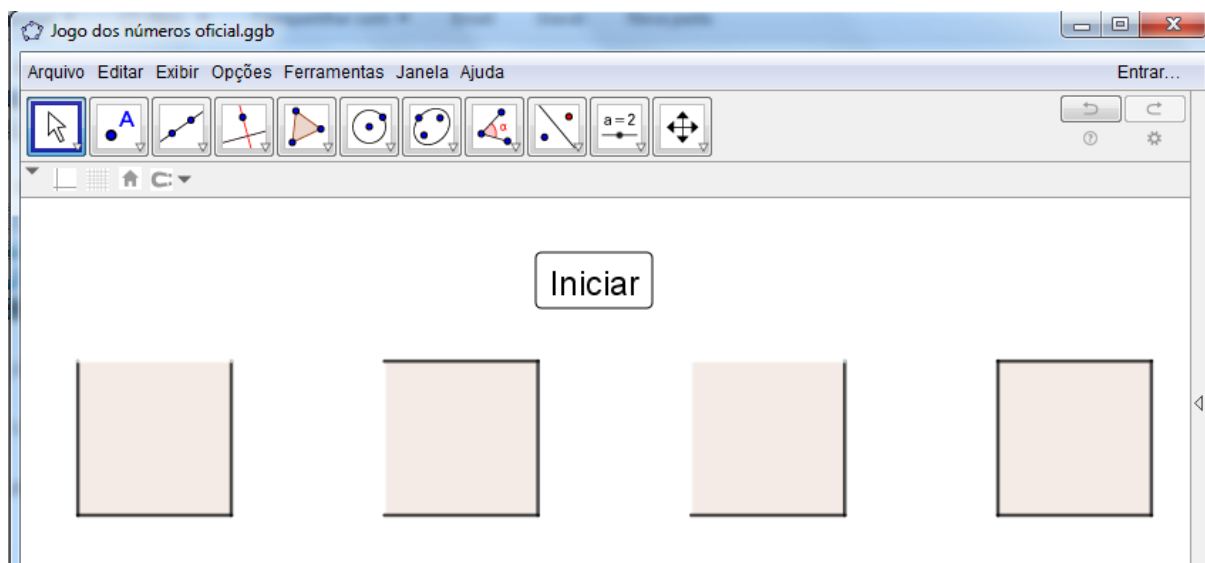 Jogo dos números oficial.ggb
Arquivo Editar Exibir Opções Ferramentas Janela Ajuda
Entrar...
A
α
a=2
Iniciar